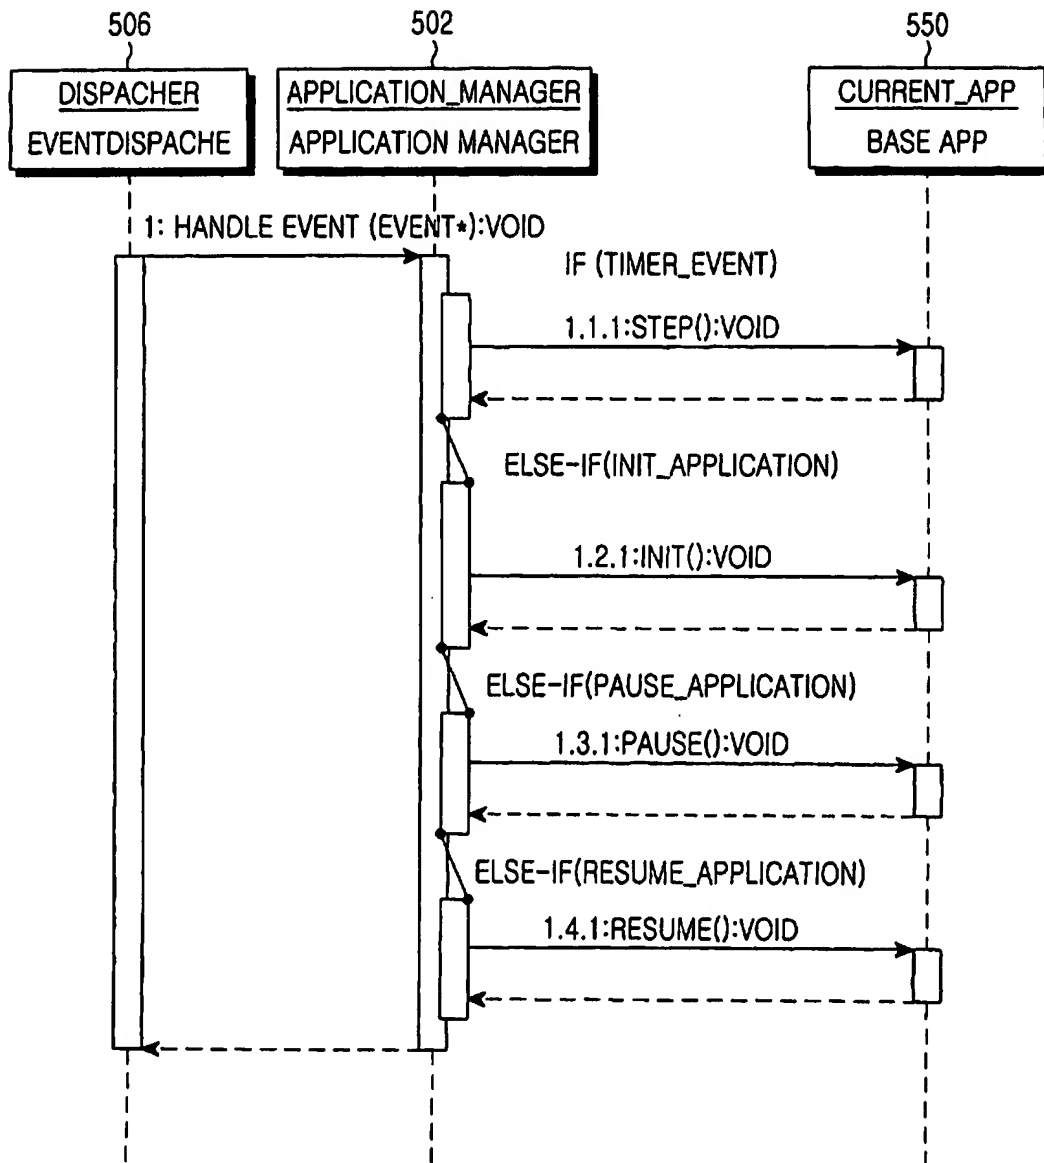 506
502
550
DISPACHER
EVENTDISPACHE
APPLICATION_MANAGER
APPLICATION MANAGER
CURRENT_APP
BASE APP
1: HANDLE EVENT (EVENT*):VOID
IF (TIMER_EVENT)
1.1.1:STEP():VOID
ELSE-IF(INIT_APPLICATION)
1.2.1:INIT():VOID
ELSE-IF(PAUSE_APPLICATION)
1.3.1:PAUSE():VOID
ELSE-IF(RESUME_APPLICATION)
1.4.1:RESUME():VOID